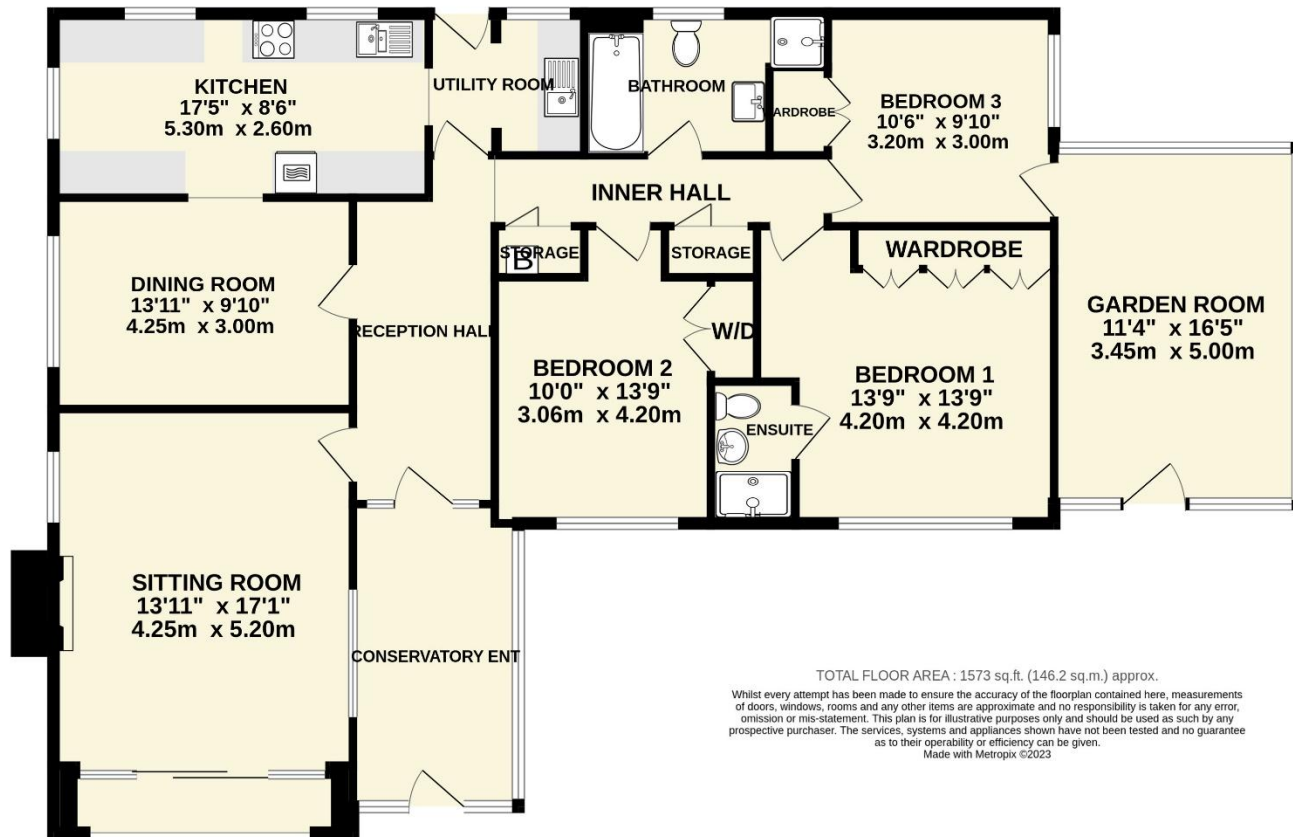 KITCHEN
17'5" x 8'6"
5.30m x 2.60m
UTILITY ROOM
BATHROOM
ARDROBE
BEDROOM 3
10'6" x 9'10"
3.20m x 3.00m
INNER HALL
STORAGE
B
STORAGE
WARDROBE
DINING ROOM
13'11" x 9'10"
4.25m x 3.00m
RECEPTION HALL
W/D
BEDROOM 2
10'0" x 13'9"
3.06m x 4.20m
BEDROOM 1
13'9" x 13'9"
4.20m x 4.20m
ENSUITE
GARDEN ROOM
11'4" x 16'5"
3.45m x 5.00m
SITTING ROOM
13'11" x 17'1"
4.25m x 5.20m
CONSERVATORY ENT
TOTAL FLOOR AREA : 1573 sq.ft. (146.2 sq.m.) approx.
Whilst every attempt has been made to ensure the accuracy of the floorplan contained here, measurements
of doors, windows, rooms and any other items are approximate and no responsibility is taken for any error,
omission or mis-statement. This plan is for illustrative purposes only and should be used as such by any
prospective purchaser. The services, systems and appliances shown have not been tested and no guarantee
as to their operability or efficiency can be given.
Made with Metropix ©2023